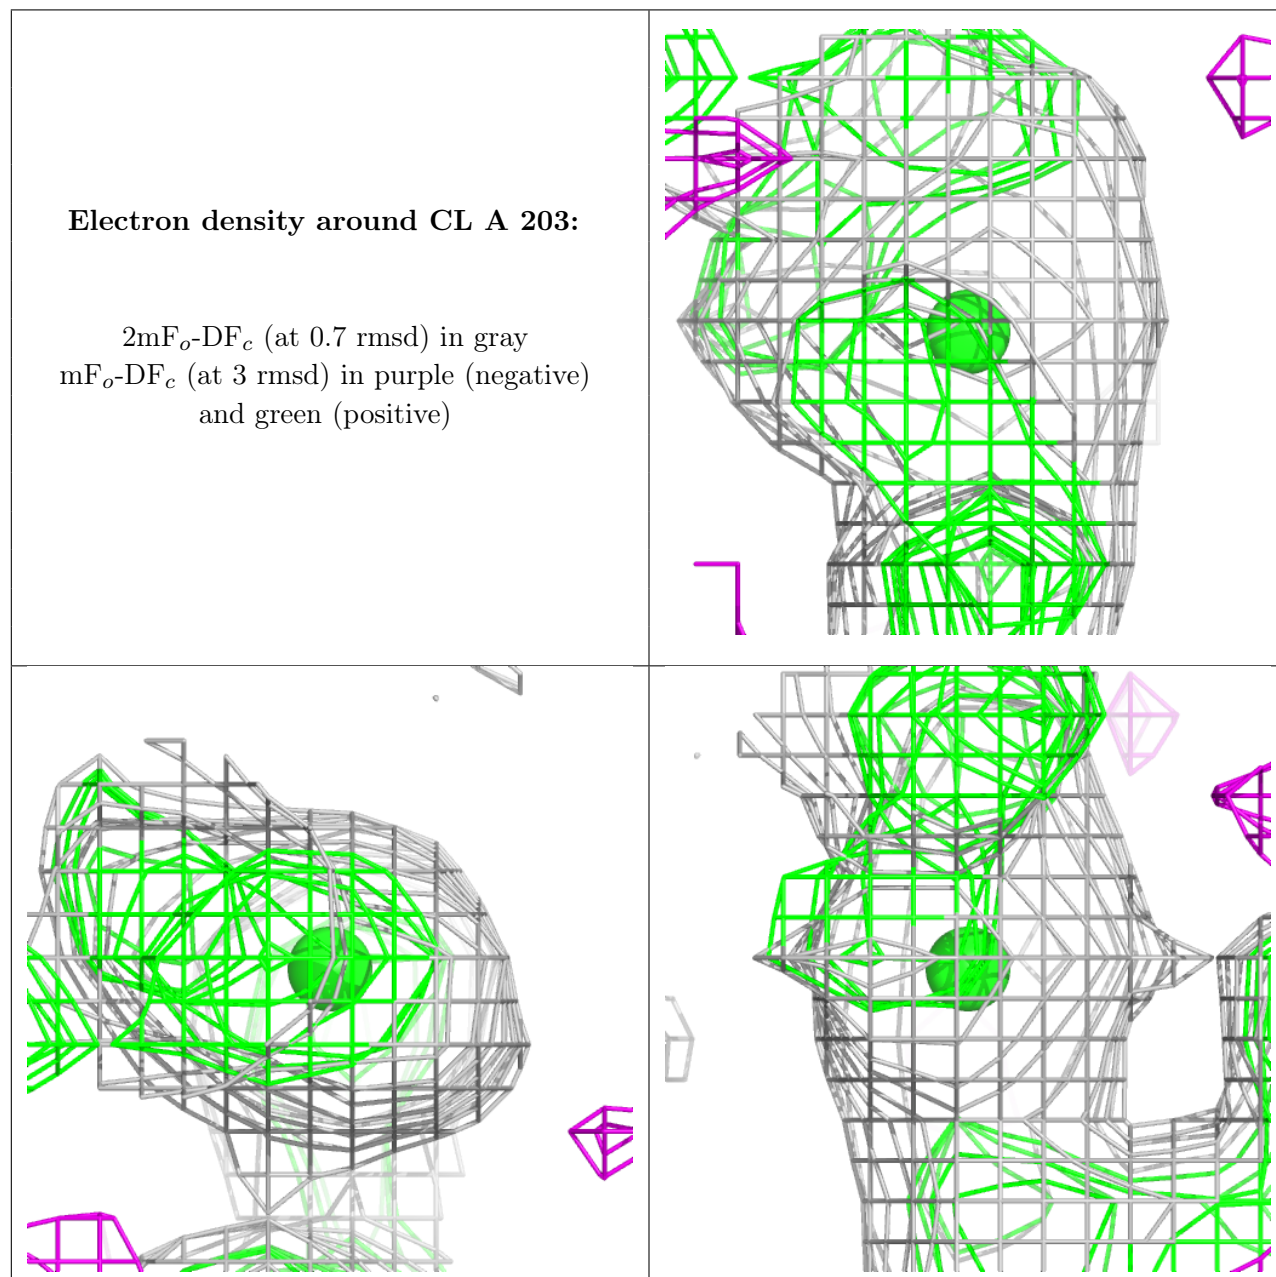 Electron density around CL A 203:
2mFo-DFc (at 0.7 rmsd) in gray
mFo-DFc (at 3 rmsd) in purple (negative)
and green (positive)